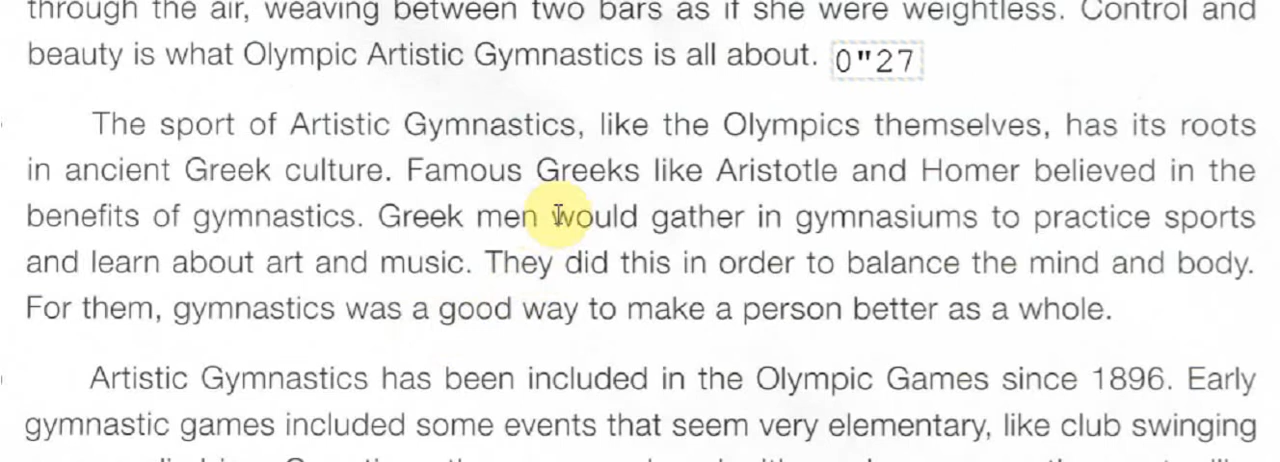 through the air, weaving between two bars as if she were weightless. Control and
beauty is what Olympic Artistic Gymnastics is all about. 0"27
The sport of Artistic Gymnastics, like the Olympics themselves, has its roots
in ancient Greek culture. Famous Greeks like Aristotle and Homer believed in the
benefits of gymnastics. Greek men would gather in gymnasiums to practice sports
and learn about art and music. They did this in order to balance the mind and body.
For them, gymnastics was a good way to make a person better as a whole.
Artistic Gymnastics has been included in the Olympic Games since 1896. Early
gymnastic games included some events that seem very elementary, like club swinging